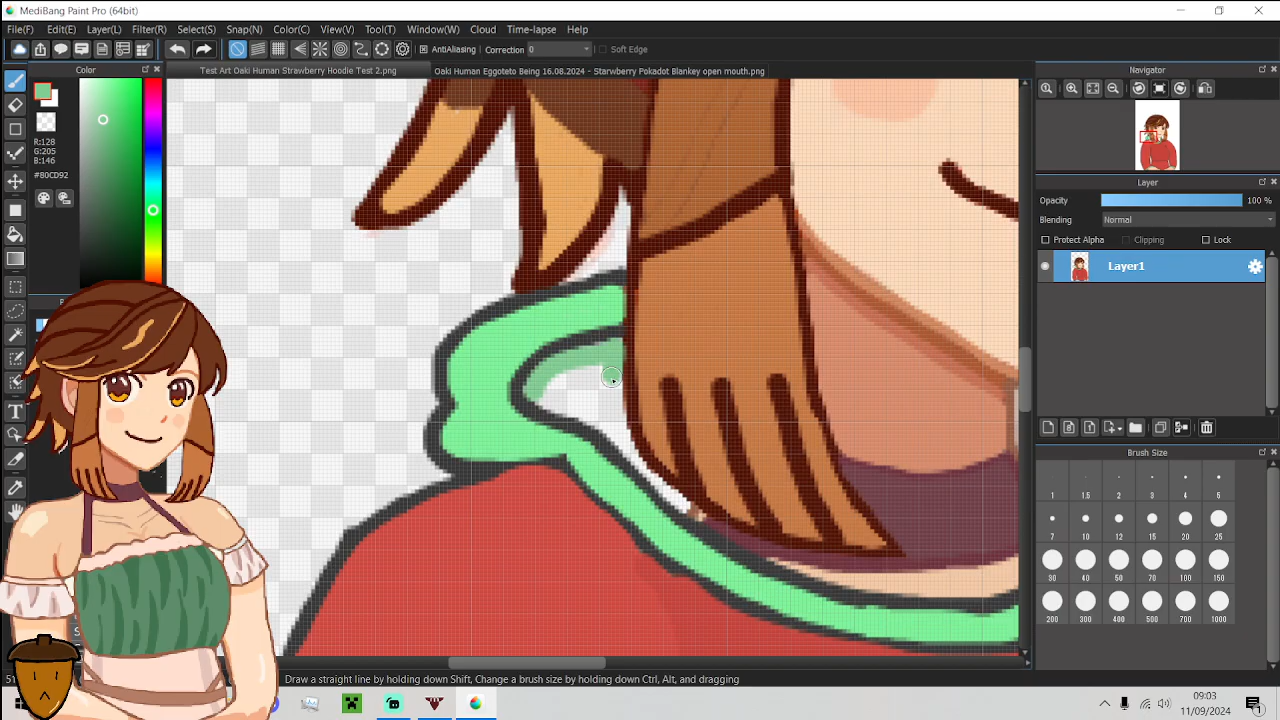 MediBang Paint Pro (64bit)
File(F) Edit(E) Layer(L) Filter(R) Select(S) Snap(N) Color(C) View(V) Tool(T) Window(W) Cloud Time-lapse Help
AntiAliasing Correction 0 Soft Edge
Color
Test Art Oaki Human Strawberry Hoodie Test 2.png
Oaki Human Eggoteto Being 16.08.2024 - Starwberry Pokadot Blankey open mouth.png
Navigator
R:128
G:205
B:146
#80CD92
Layer
Opacity 100 %
Blending Normal
Protect Alpha Clipping Lock
Layer1
Brush Size
1 1.5 2 3 4 5
7 10 12 15 20 25
30 40 50 70 100 150
200 300 400 500 700 1000
Draw a straight line by holding down Shift, Change a brush size by holding down Ctrl, Alt, and dragging
09:03
11/09/2024
1